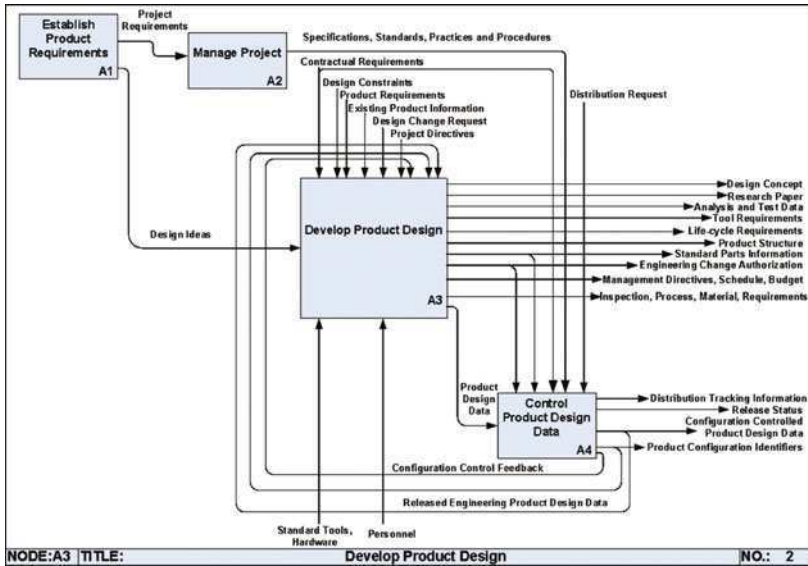 Establish
Product
Requirements
A1
Project
Requirements
Manage Project
A2
Specifications, Standards, Practices and Procedures
Contractual Requirements
Design Constraints
Product Requirements
Existing Product Information
Design Change Request
Project Directives
Distribution Request
Design Ideas
Develop Product Design
A3
Design Concept
Research Paper
Analysis and Test Data
Tool Requirements
Life-cycle Requirements
Product Structure
Standard Parts Information
Engineering Change Authorization
Management Directives, Schedule, Budget
Inspection, Process, Material, Requirements
Product
Design
Data
Control
Product Design
Data
A4
Distribution Tracking Information
Release Status
Configuration Controlled
Product Design Data
Product Configuration Identifiers
Configuration Control Feedback
Released Engineering Product Design Data
Standard Tools,
Hardware
Personnel
NODE:A3 TITLE: Develop Product Design NO.: 2